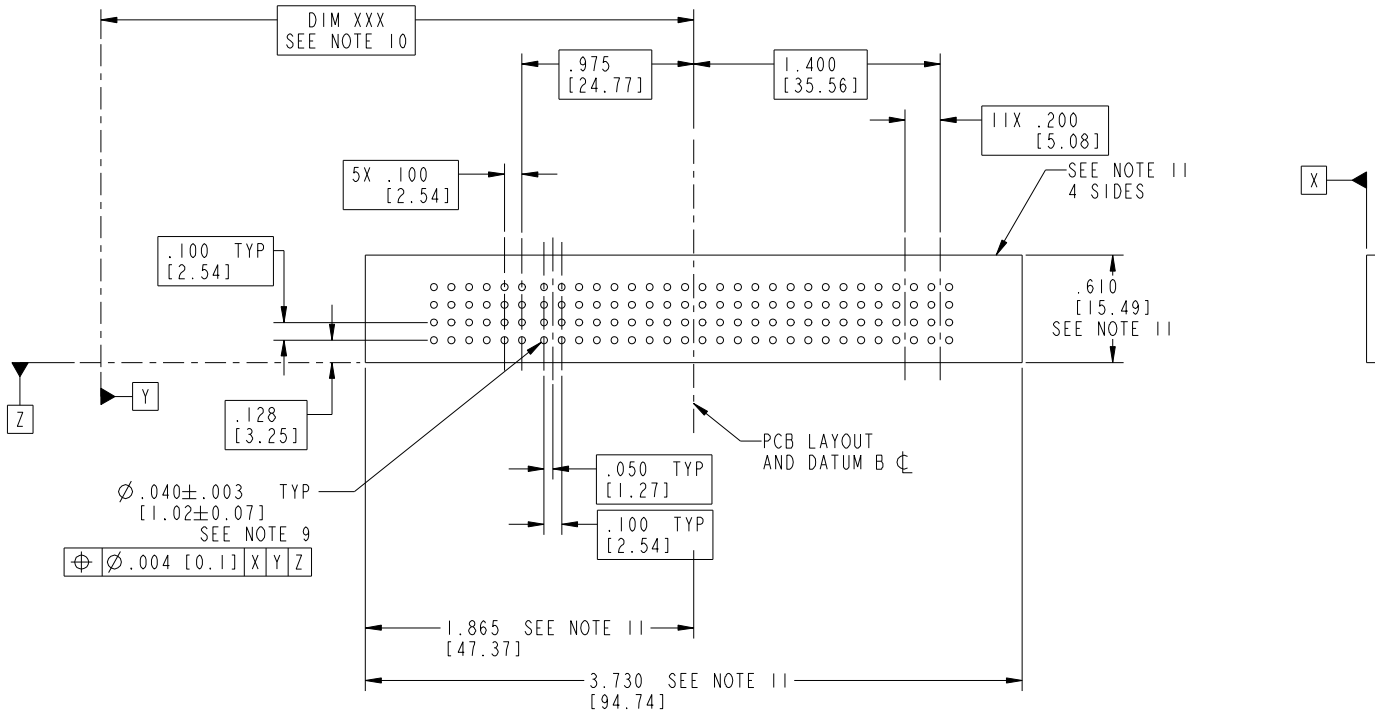 DIM XXX
SEE NOTE 10
.975
[24.77]
1.400
[35.56]
11X .200
[5.08]
5X .100
[2.54]
SEE NOTE 11
4 SIDES
X
.100 TYP
[2.54]
.610
[15.49]
SEE NOTE 11
Z
Y
.128
[3.25]
PCB LAYOUT
AND DATUM B ℄
.050 TYP
[1.27]
Ø.040±.003 TYP
[1.02±0.07]
SEE NOTE 9
.100 TYP
[2.54]
⌖ Ø.004 [0.1] X Y Z
1.865 SEE NOTE 11
[47.37]
3.730 SEE NOTE 11
[94.74]